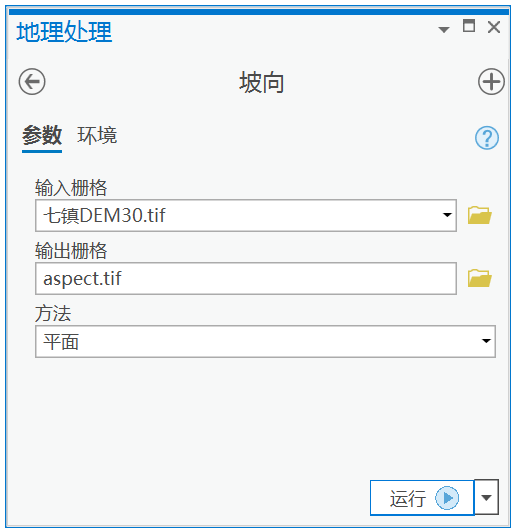 地理处理
坡向
参数 环境
输入栅格
七镇DEM30.tif
输出栅格
aspect.tif
方法
平面
运行